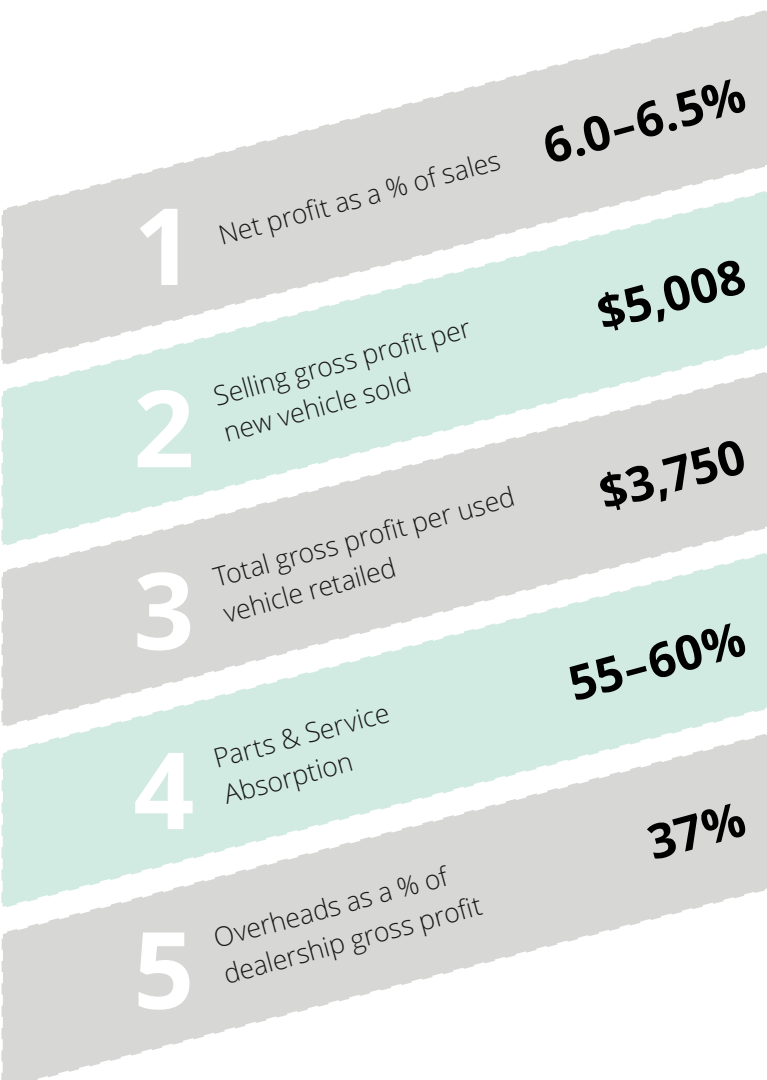 1
Net profit as a % of sales
6.0–6.5%
2
Selling gross profit per
new vehicle sold
$5,008
3
Total gross profit per used
vehicle retailed
$3,750
4
Parts & Service
Absorption
55–60%
5
Overheads as a % of
dealership gross profit
37%